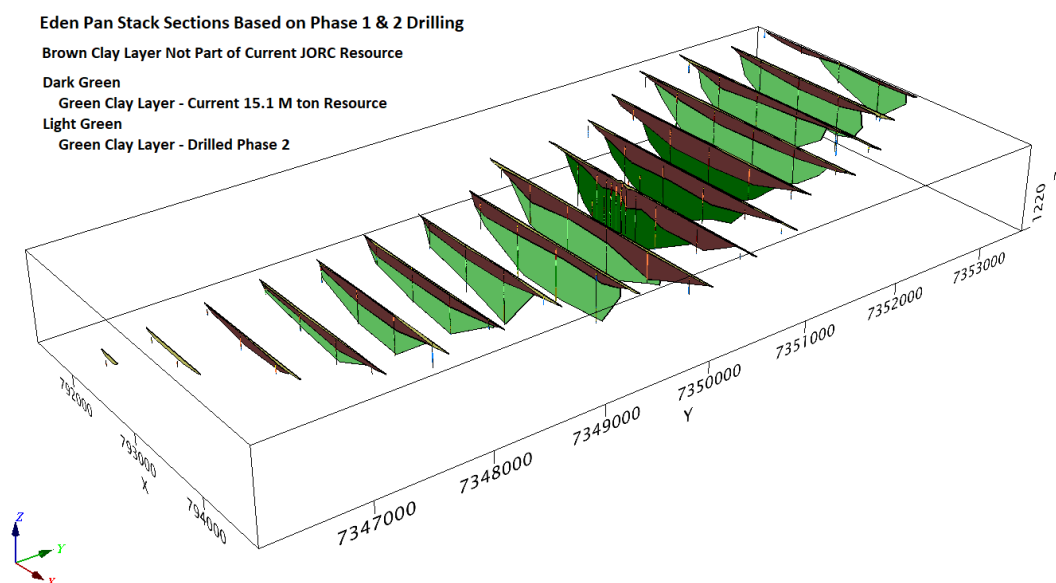 Eden Pan Stack Sections Based on Phase 1 & 2 Drilling
Brown Clay Layer Not Part of Current JORC Resource
Dark Green
Green Clay Layer - Current 15.1 M ton Resource
Light Green
Green Clay Layer - Drilled Phase 2
1220
7353000
7352000
7351000
7350000
Y
7349000
7348000
7347000
792000
793000
X
794000
Z
Y
X